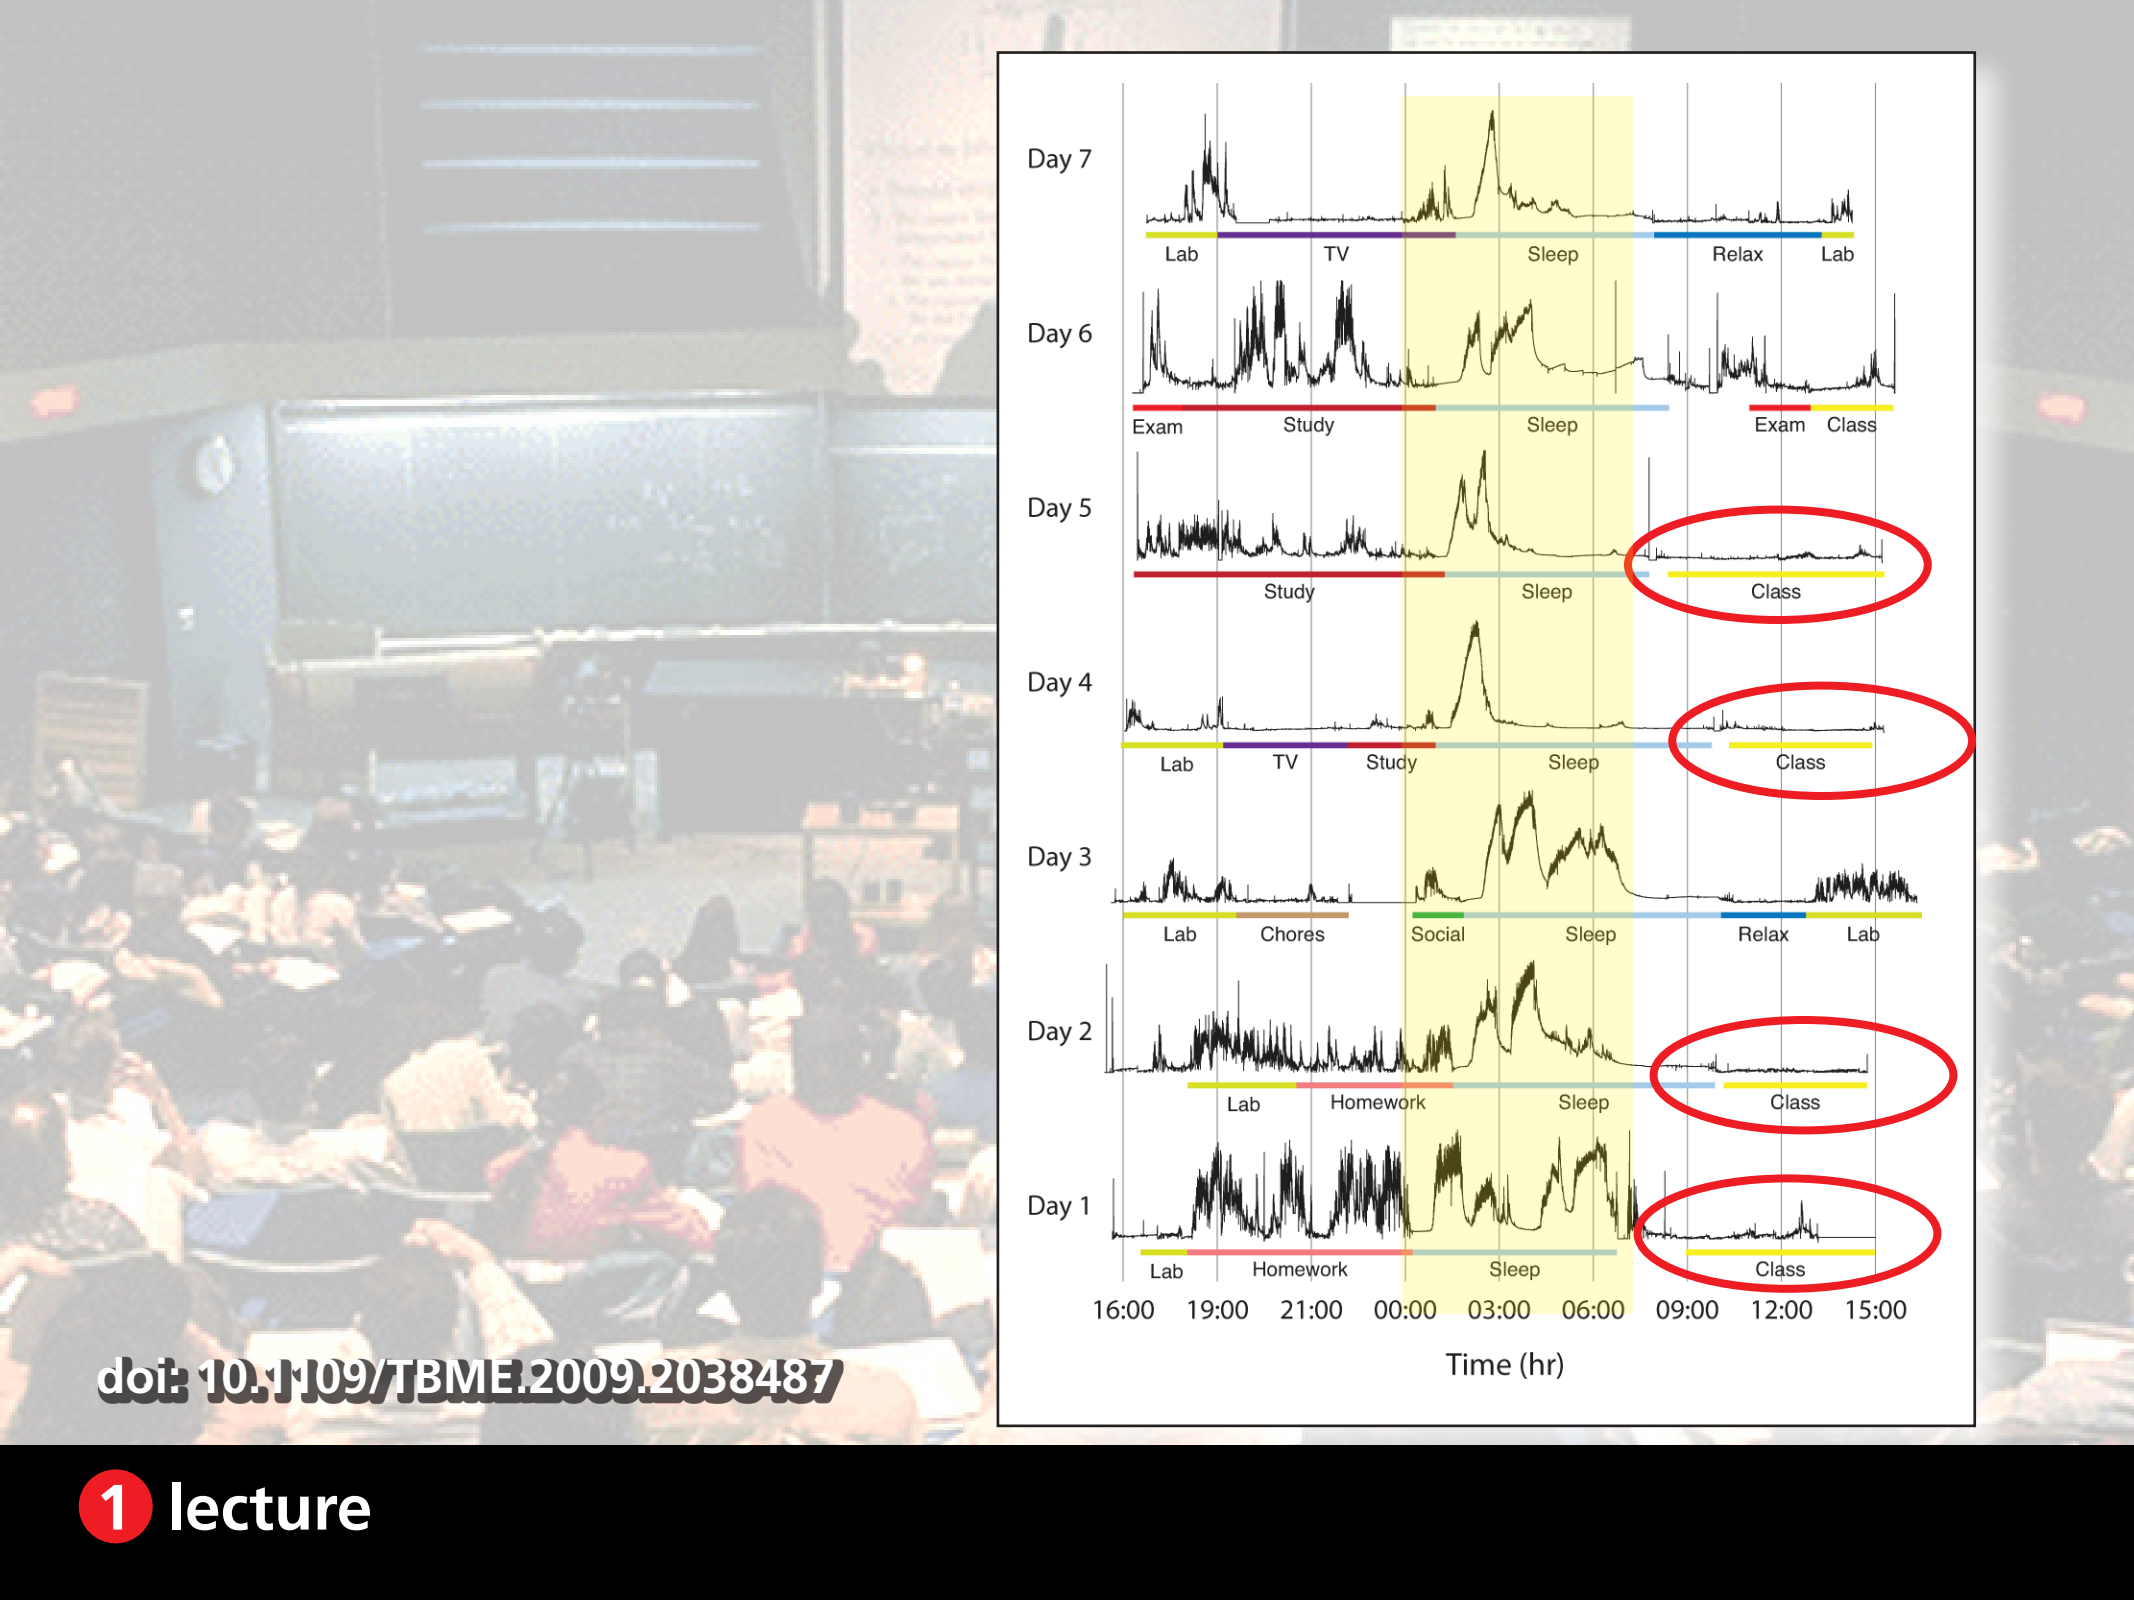 Day 7
Lab TV Sleep Relax Lab
Day 6
Exam Study Sleep Exam Class
Day 5
Study Sleep Class
Day 4
Lab TV Study Sleep Class
Day 3
Lab Chores Social Sleep Relax Lab
Day 2
Lab Homework Sleep Class
Day 1
Lab Homework Sleep Class
16:00 19:00 21:00 00:00 03:00 06:00 09:00 12:00 15:00
Time (hr)
doi: 10.1109/TBME.2009.2038487
1 lecture